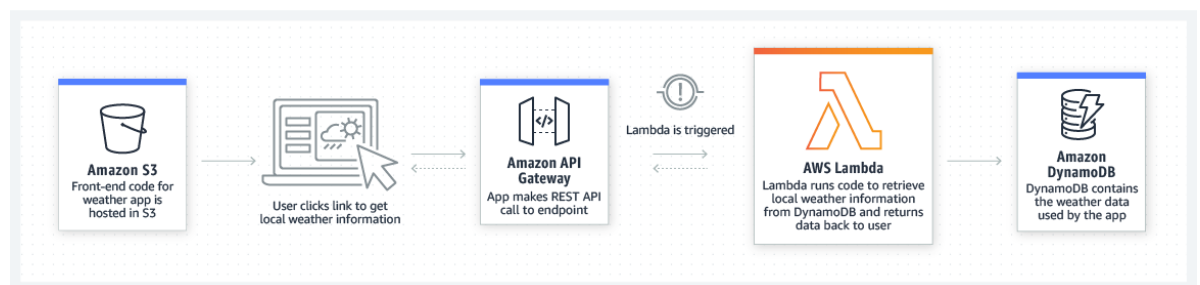 Amazon S3
Front-end code for
weather app is
hosted in S3
User clicks link to get
local weather information
</>
Amazon API
Gateway
App makes REST API
call to endpoint
!
Lambda is triggered
AWS Lambda
Lambda runs code to retrieve
local weather information
from DynamoDB and returns
data back to user
Amazon
DynamoDB
DynamoDB contains
the weather data
used by the app